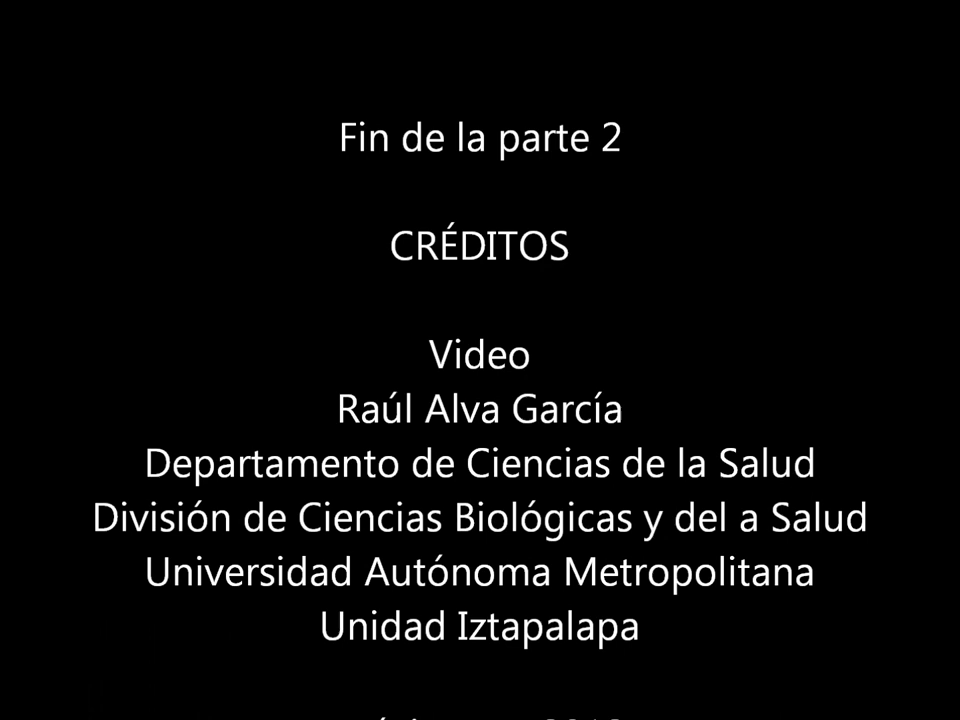 Fin de la parte 2
CRÉDITOS
Video
Raúl Alva García
Departamento de Ciencias de la Salud
División de Ciencias Biológicas y del a Salud
Universidad Autónoma Metropolitana
Unidad Iztapalapa